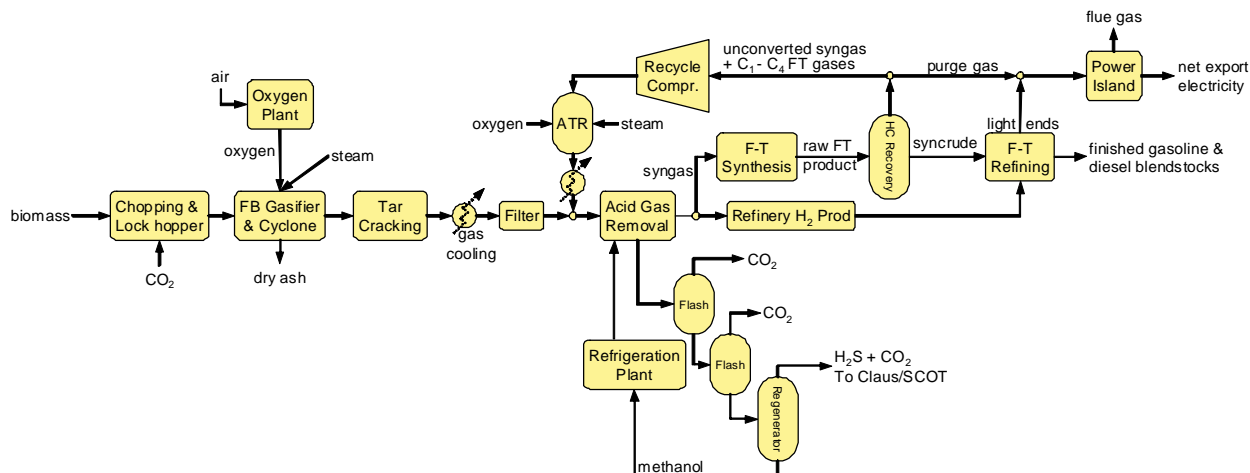 flue gas
unconverted syngas
+ C₁ - C₄ FT gases
Recycle
Compr.
purge gas
Power
Island
net export
electricity
air
Oxygen
Plant
ATR
oxygen
steam
HC Recovery
light ends
oxygen
steam
F-T
Synthesis
raw FT
product
syncrude
F-T
Refining
finished gasoline &
diesel blendstocks
syngas
biomass
Chopping &
Lock hopper
FB Gasifier
& Cyclone
Tar
Cracking
Filter
Acid Gas
Removal
Refinery H₂ Prod
gas
cooling
CO₂
dry ash
CO₂
Flash
CO₂
Flash
Refrigeration
Plant
H₂S + CO₂
To Claus/SCOT
Regenerator
methanol